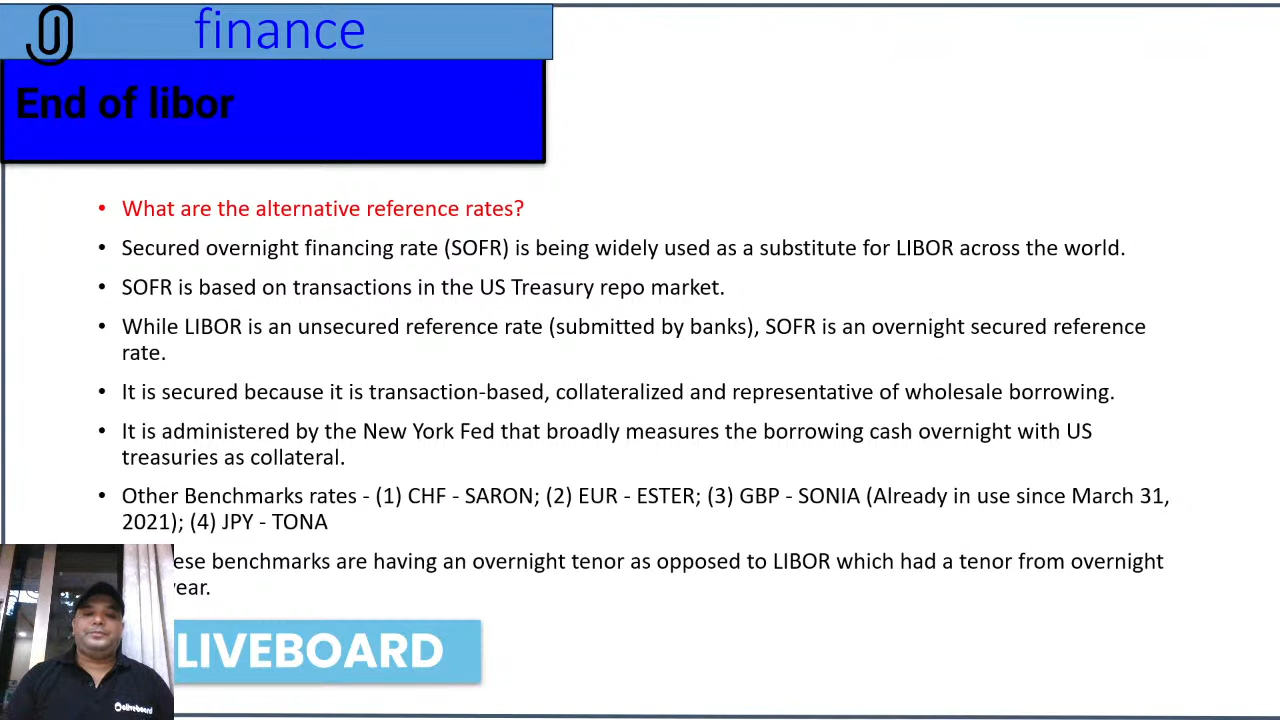 finance
End of libor
• What are the alternative reference rates?
• Secured overnight financing rate (SOFR) is being widely used as a substitute for LIBOR across the world.
• SOFR is based on transactions in the US Treasury repo market.
• While LIBOR is an unsecured reference rate (submitted by banks), SOFR is an overnight secured reference
rate.
• It is secured because it is transaction-based, collateralized and representative of wholesale borrowing.
• It is administered by the New York Fed that broadly measures the borrowing cash overnight with US
treasuries as collateral.
• Other Benchmarks rates - (1) CHF - SARON; (2) EUR - ESTER; (3) GBP - SONIA (Already in use since March 31,
2021); (4) JPY - TONA
benchmarks are having an overnight tenor as opposed to LIBOR which had a tenor from overnight
LIVEBOARD
oliveboard